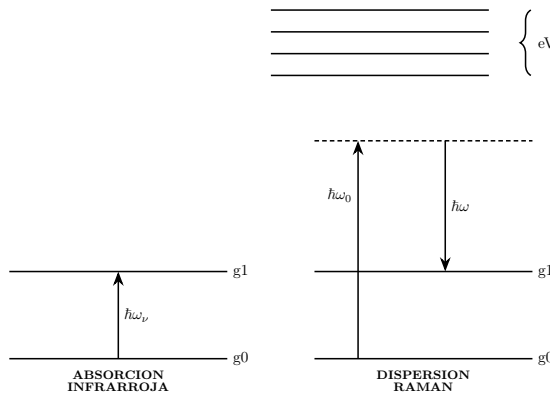 eV
ħω₀
ħω
g1
g1
ħων
g0
g0
ABSORCION
INFRARROJA
DISPERSION
RAMAN